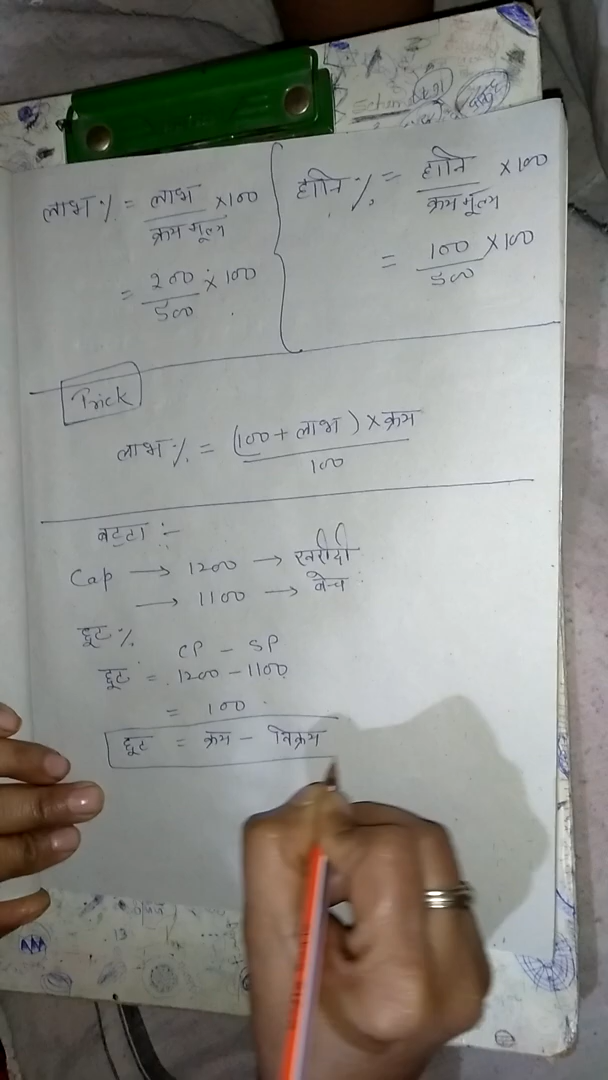 लाभ % = लाभ / क्रय मूल्य × 100
= 200 / 500 × 100
हानि % = हानि / क्रय मूल्य × 100
= 100 / 500 × 100
Trick
लाभ % = (100 + लाभ) × क्रय / 100
बट्टा :-
Cap → 1200 → खरीदी
→ 1100 → बेच
छूट %
CP - SP
छूट = 1200 - 1100
= 100
छूट = क्रय - विक्रय
13